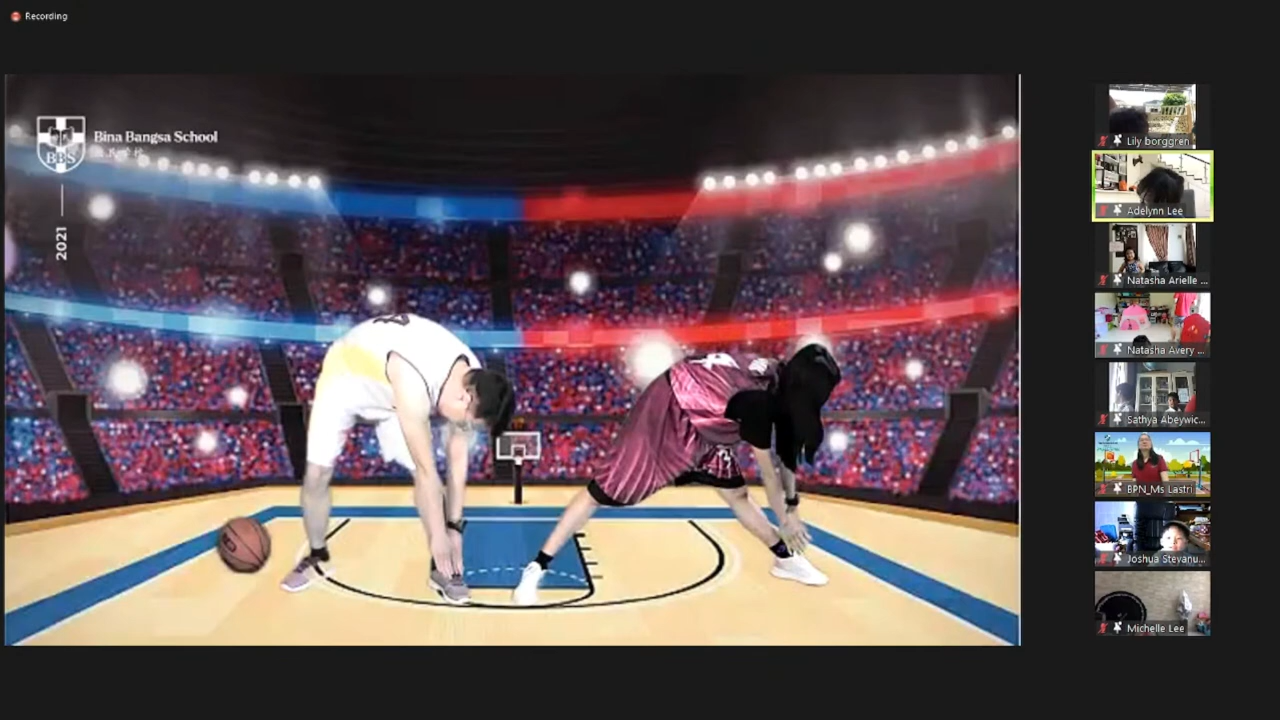 Recording
Bina Bangsa School
BBS
2021
Lily borggren
Adelynn Lee
Natasha Arielle ...
Natasha Avery ...
Sathya Abeywic...
BPN_Ms Lastri
Joshua Stevanu...
Michelle Lee